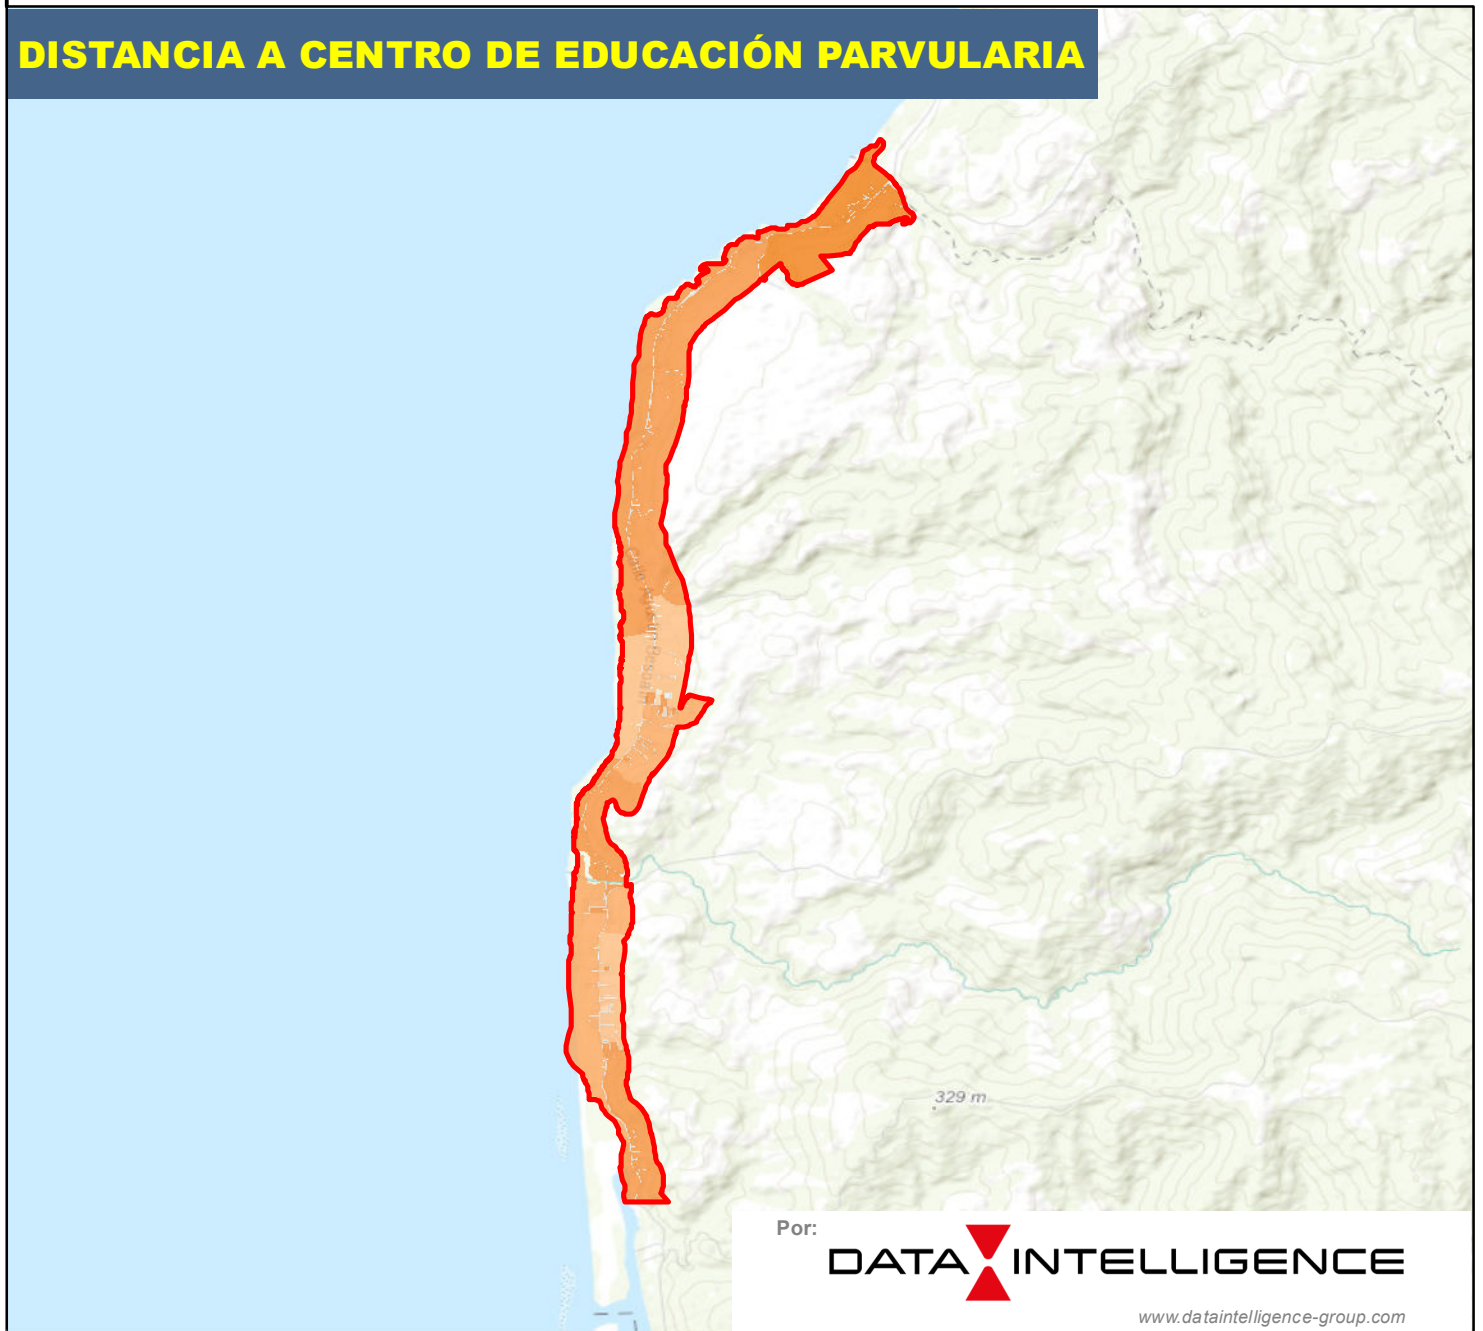 DISTANCIA A CENTRO DE EDUCACIÓN PARVULARIA
329 m
Por:
DATA INTELLIGENCE
www.dataintelligence-group.com